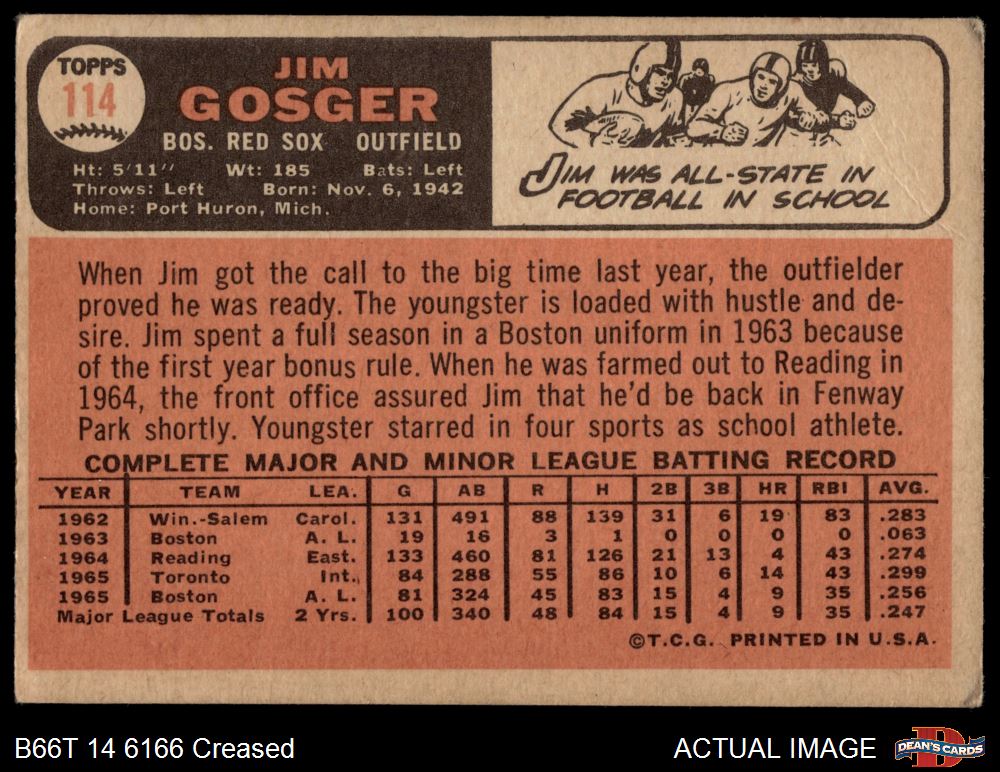 TOPPS
114
JIM
GOSGER
BOS. RED SOX OUTFIELD
Ht: 5'11" Wt: 185 Bats: Left
Throws: Left Born: Nov. 6, 1942
Home: Port Huron, Mich.
JIM WAS ALL-STATE IN
FOOTBALL IN SCHOOL
When Jim got the call to the big time last year, the outfielder
proved he was ready. The youngster is loaded with hustle and de-
sire. Jim spent a full season in a Boston uniform in 1963 because
of the first year bonus rule. When he was farmed out to Reading in
1964, the front office assured Jim that he'd be back in Fenway
Park shortly. Youngster starred in four sports as school athlete.
COMPLETE MAJOR AND MINOR LEAGUE BATTING RECORD
YEAR TEAM LEA. G AB R H 2B 3B HR RBI AVG.
1962 Win.-Salem Carol. 131 491 88 139 31 6 19 83 .283
1963 Boston A. L. 19 16 3 1 0 0 0 0 .063
1964 Reading East. 133 460 81 126 21 13 4 43 .274
1965 Toronto Int. 84 288 55 86 10 6 14 43 .299
1965 Boston A. L. 81 324 45 83 15 4 9 35 .256
Major League Totals 2 Yrs. 100 340 48 84 15 4 9 35 .247
©T.C.G. PRINTED IN U.S.A.
B66T 14 6166 Creased
ACTUAL IMAGE
D
DEAN'S CARDS